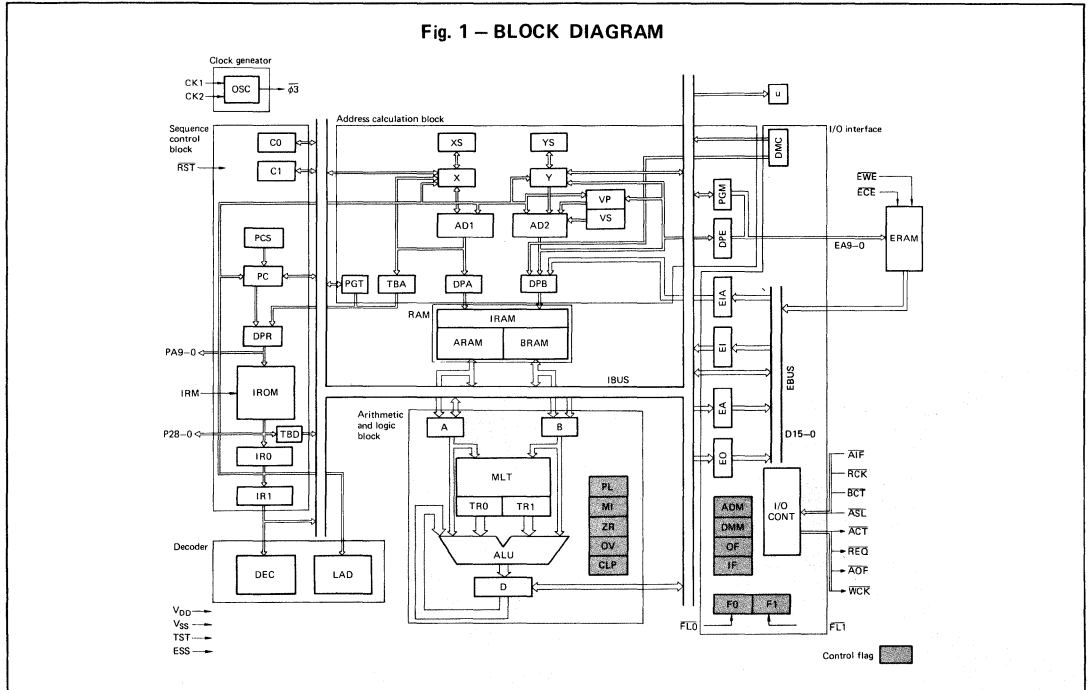 Fig. 1 — BLOCK DIAGRAM
Clock geneator
CK1
CK2
OSC
φ3
Sequence
control
block
RST
C0
C1
PCS
PC
DPR
PA9-0
IRM
IROM
P28-0
TBD
IR0
IR1
Decoder
DEC
LAD
VDD
VSS
TST
ESS
Address calculation block
XS
YS
X
Y
VP
VS
AD1
AD2
PGT
TBA
DPA
DPB
RAM
IRAM
ARAM
BRAM
IBUS
Arithmetic
and logic
block
A
B
MLT
TR0
TR1
ALU
D
PL
MI
ZR
OV
CLP
u
I/O interface
DMC
PGM
DPE
EWE
ECE
ERAM
EA9-0
EIA
EI
EA
EO
EBUS
D15-0
I/O
CONT
AIF
RCK
BCT
ASL
ACT
REQ
AOF
WCK
ADM
DMM
OF
IF
F0
F1
FL0
FL1
Control flag